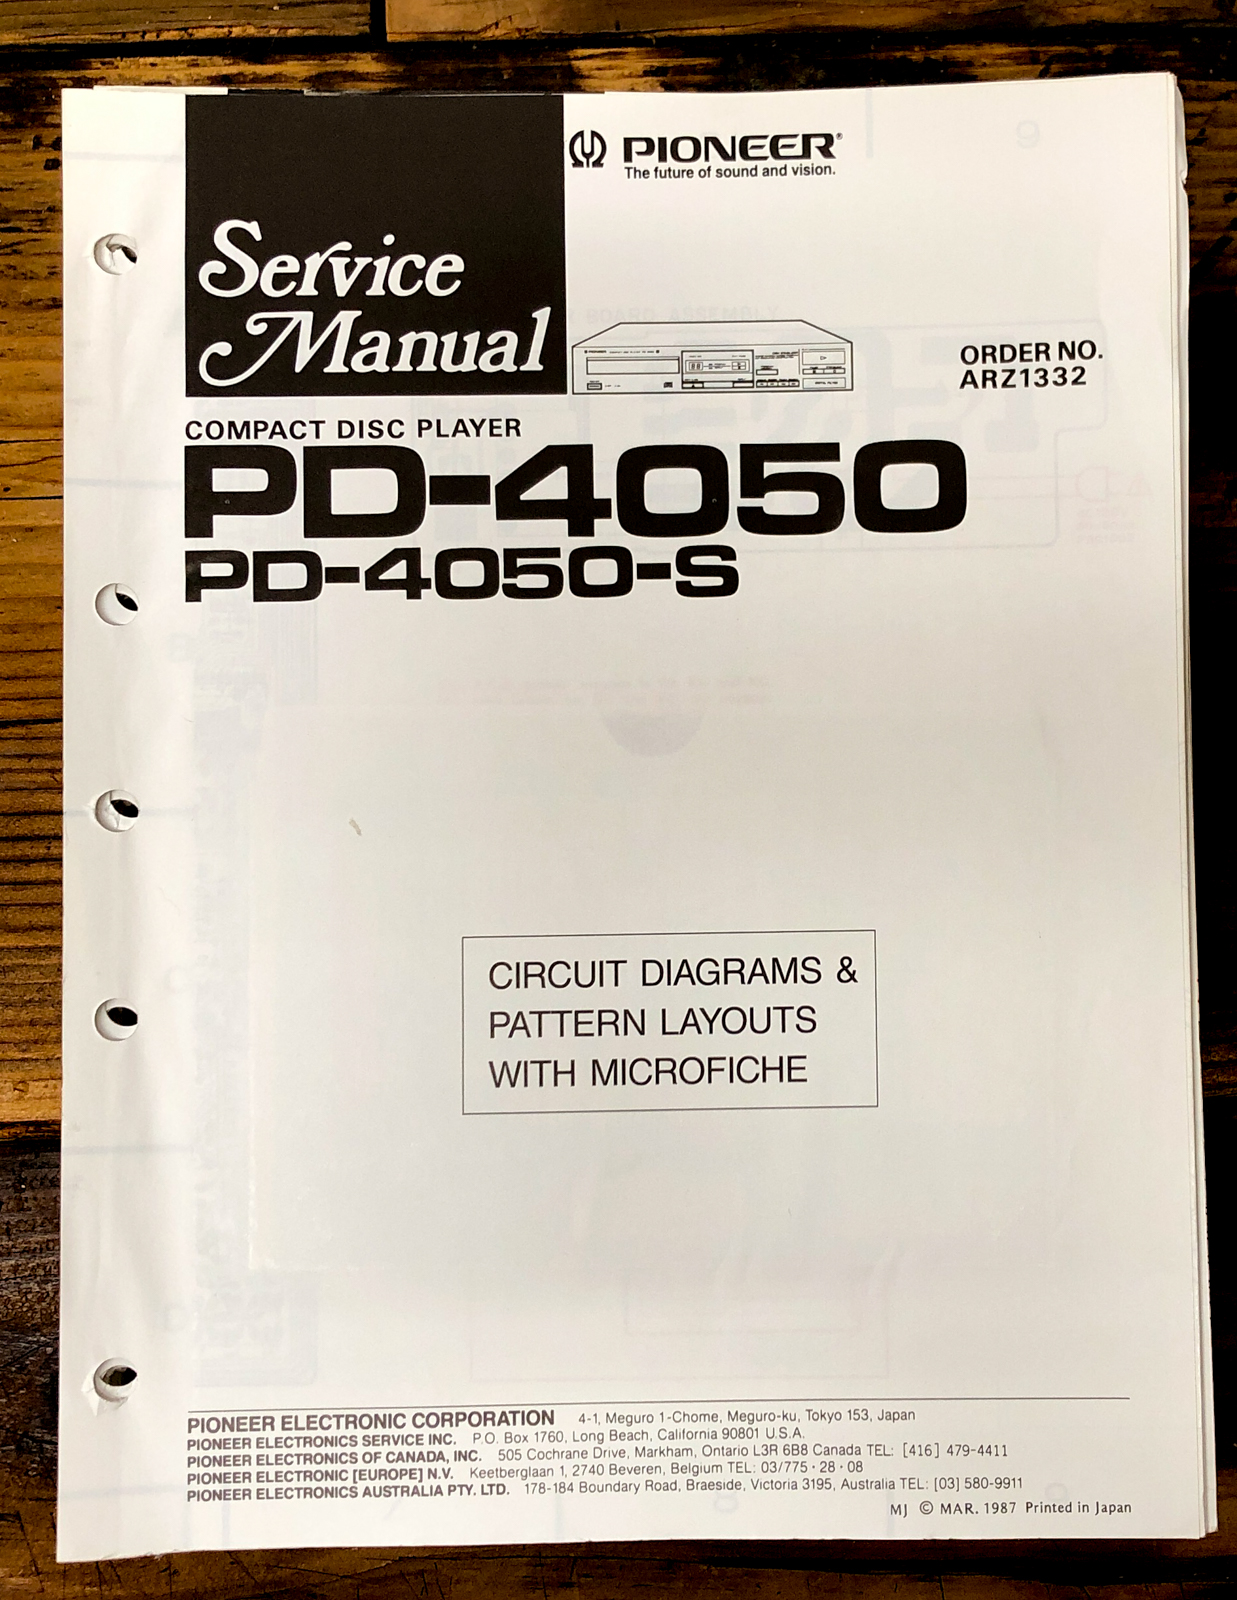 PIONEER®
The future of sound and vision.
Service
Manual
ORDER NO.
ARZ1332
COMPACT DISC PLAYER
PD-4050
PD-4050-S
CIRCUIT DIAGRAMS &
PATTERN LAYOUTS
WITH MICROFICHE
PIONEER ELECTRONIC CORPORATION 4-1, Meguro 1-Chome, Meguro-ku, Tokyo 153, Japan
PIONEER ELECTRONICS SERVICE INC. P.O. Box 1760, Long Beach, California 90801 U.S.A.
PIONEER ELECTRONICS OF CANADA, INC. 505 Cochrane Drive, Markham, Ontario L3R 6B8 Canada TEL: [416] 479-4411
PIONEER ELECTRONIC [EUROPE] N.V. Keetberglaan 1, 2740 Beveren, Belgium TEL: 03/775・28・08
PIONEER ELECTRONICS AUSTRALIA PTY. LTD. 178-184 Boundary Road, Braeside, Victoria 3195, Australia TEL: [03] 580-9911
MJ © MAR. 1987 Printed in Japan